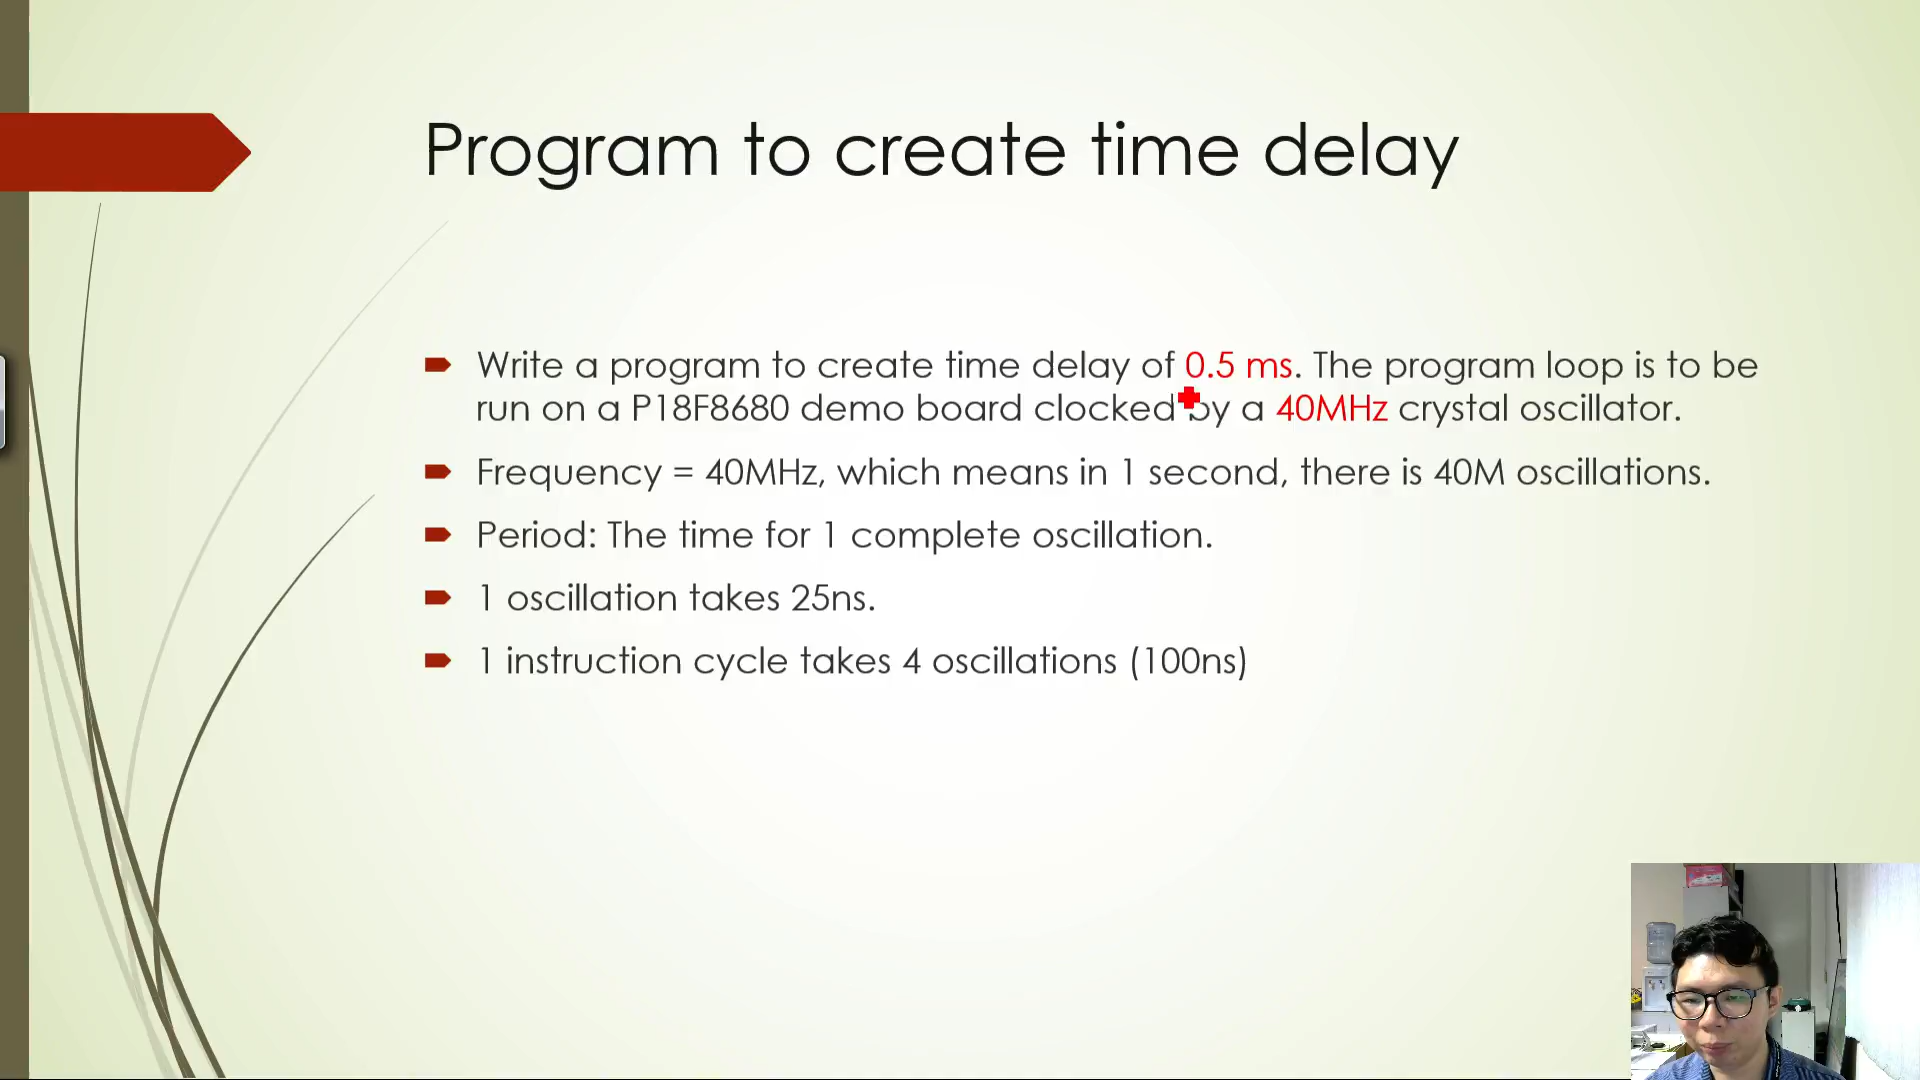 Program to create time delay
Write a program to create time delay of 0.5 ms. The program loop is to be
run on a P18F8680 demo board clocked by a 40MHz crystal oscillator.
Frequency = 40MHz, which means in 1 second, there is 40M oscillations.
Period: The time for 1 complete oscillation.
1 oscillation takes 25ns.
1 instruction cycle takes 4 oscillations (100ns)